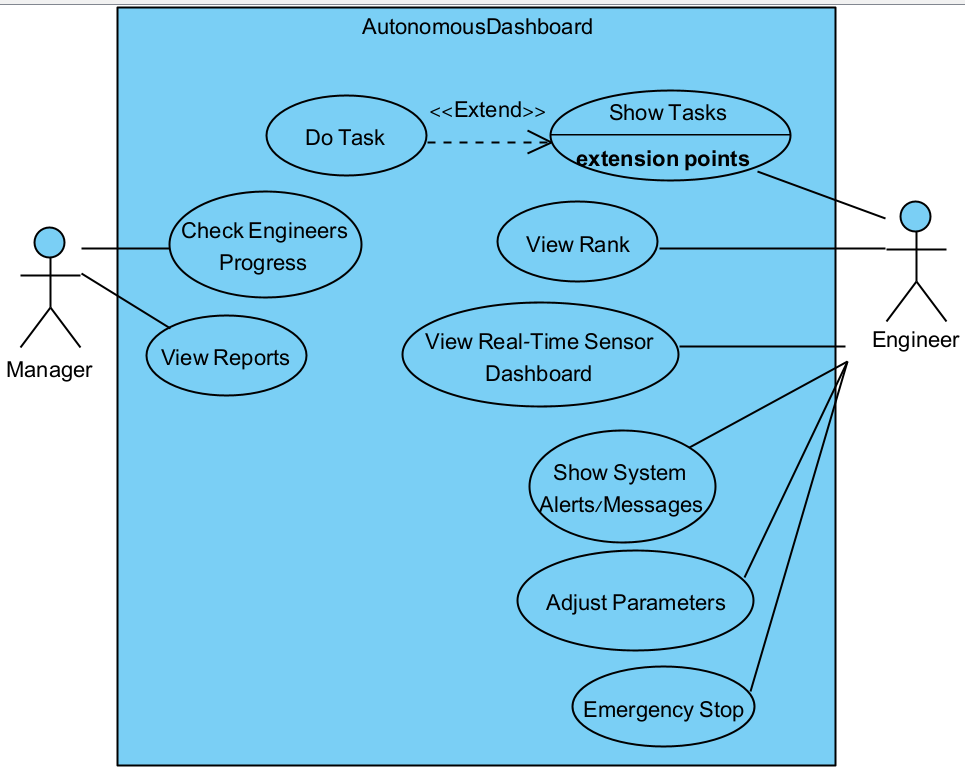 AutonomousDashboard
<<Extend>>
Do Task
Show Tasks
extension points
Check Engineers
Progress
View Rank
View Reports
View Real-Time Sensor
Dashboard
Show System
Alerts/Messages
Adjust Parameters
Emergency Stop
Manager
Engineer